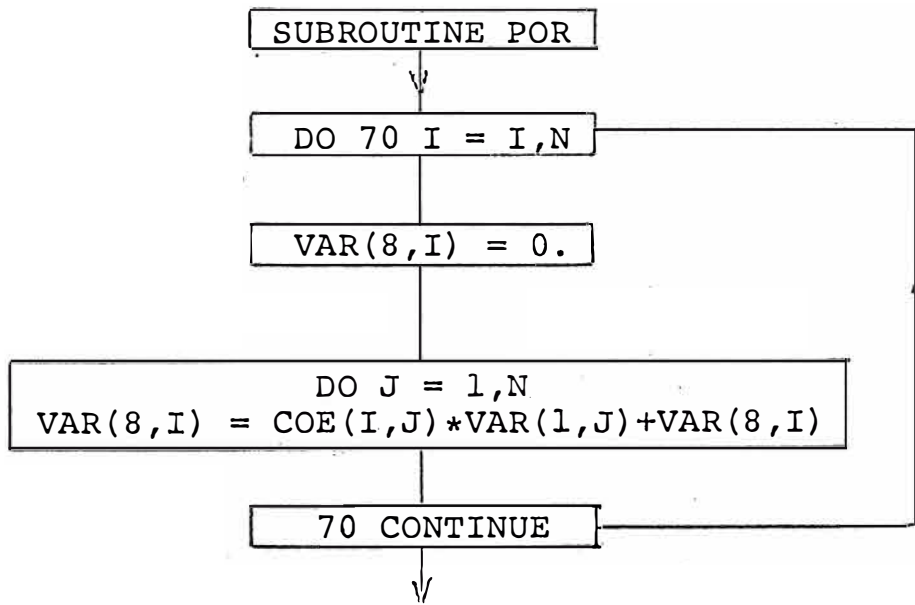 SUBROUTINE POR
DO 70 I = I,N
VAR(8,I) = 0.
DO J = 1,N
VAR(8,I) = COE(I,J)*VAR(1,J)+VAR(8,I)
70 CONTINUE